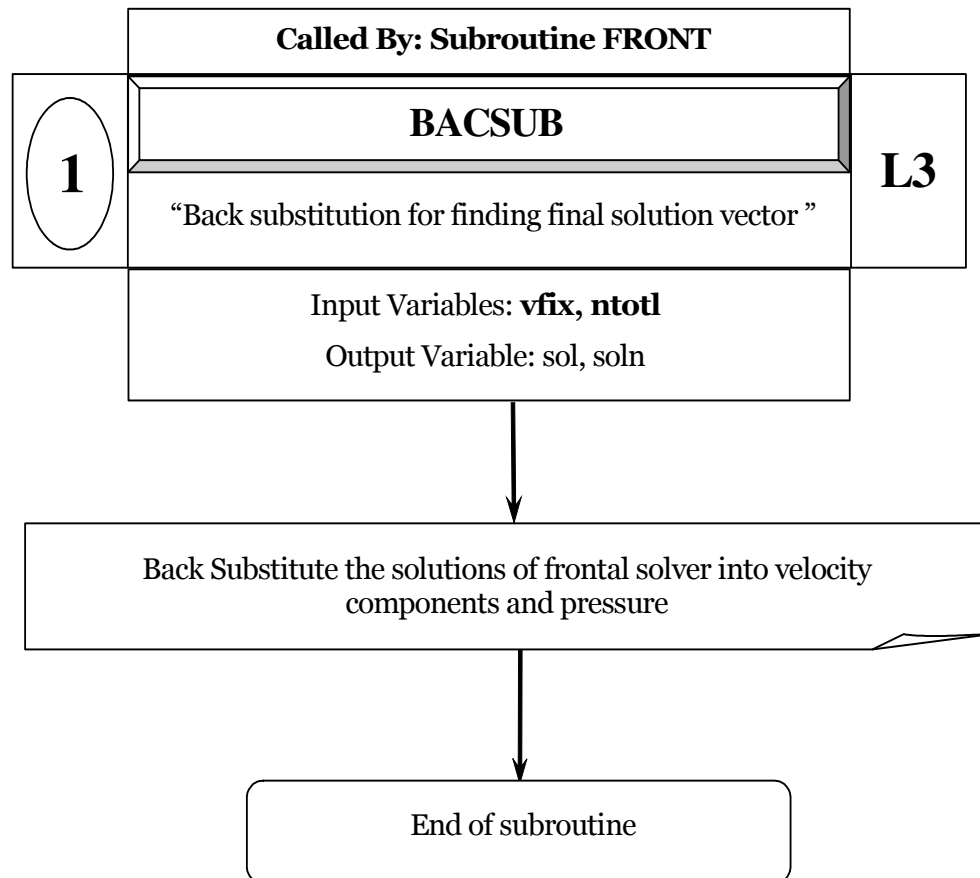 Called By: Subroutine FRONT
BACSUB
1
L3
“Back substitution for finding final solution vector ”
Input Variables: vfix, ntotl
Output Variable: sol, soln
Back Substitute the solutions of frontal solver into velocity
components and pressure
End of subroutine